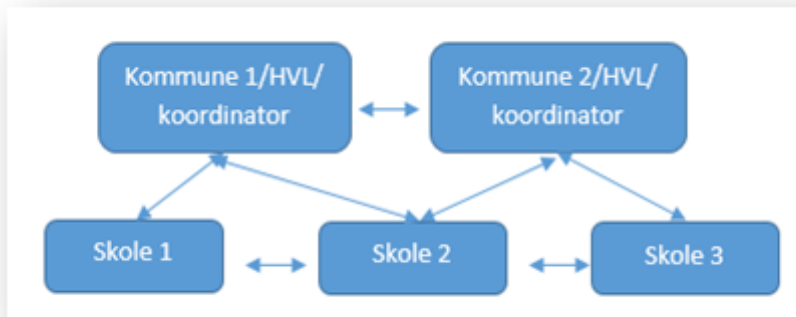 Kommune 1/HVL/
koordinator
Kommune 2/HVL/
koordinator
Skole 1
Skole 2
Skole 3